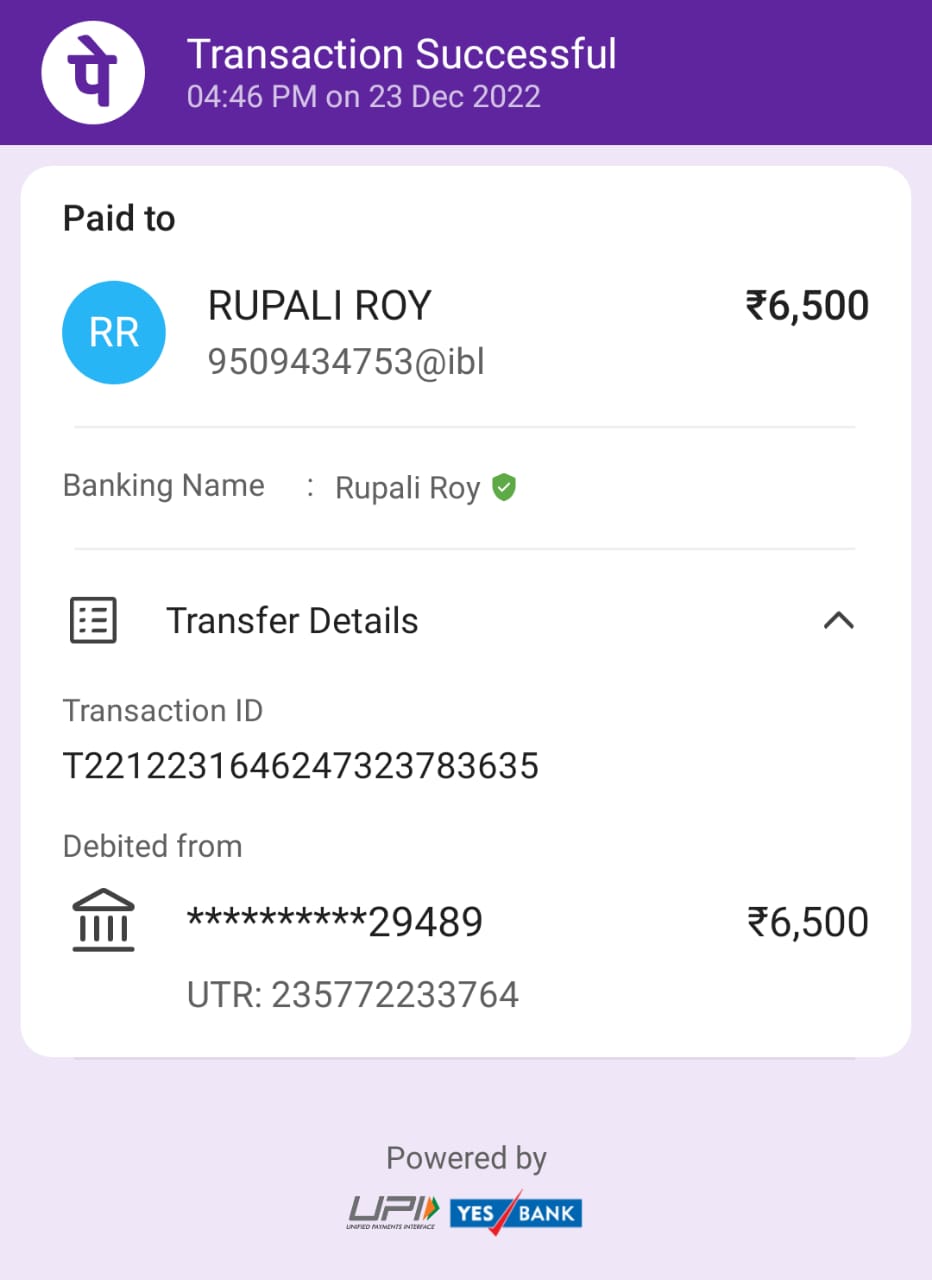 पे
Transaction Successful
04:46 PM on 23 Dec 2022
Paid to
RR
RUPALI ROY
₹6,500
9509434753@ibl
Banking Name : Rupali Roy
Transfer Details
Transaction ID
T2212231646247323783635
Debited from
**********29489
₹6,500
UTR: 235772233764
Powered by
UPI
UNIFIED PAYMENTS INTERFACE
YES BANK